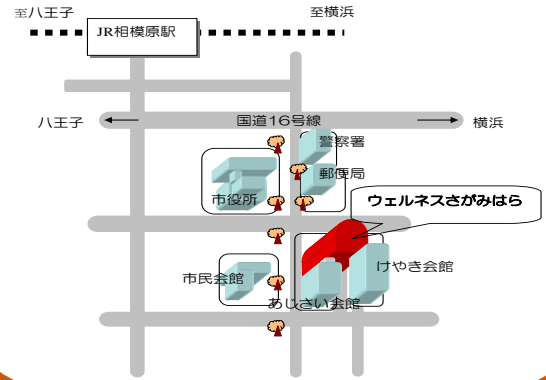 至八王子
至横浜
JR相模原駅
国道16号線
八王子
横浜
警察署
郵便局
市役所
ウェルネスさがみはら
けやき会館
市民会館
あじさい会館